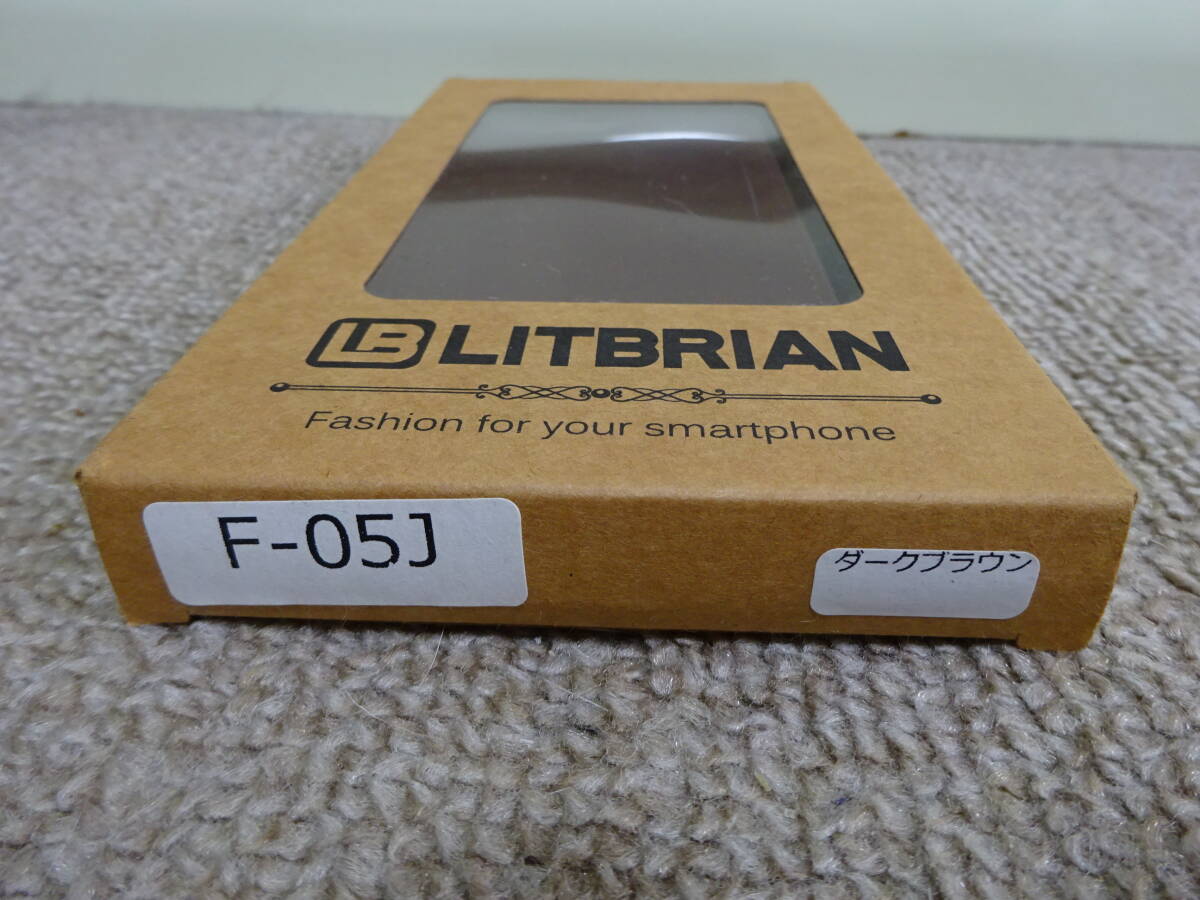 LB LITBRIAN
Fashion for your smartphone
F-05J
ダークブラウン